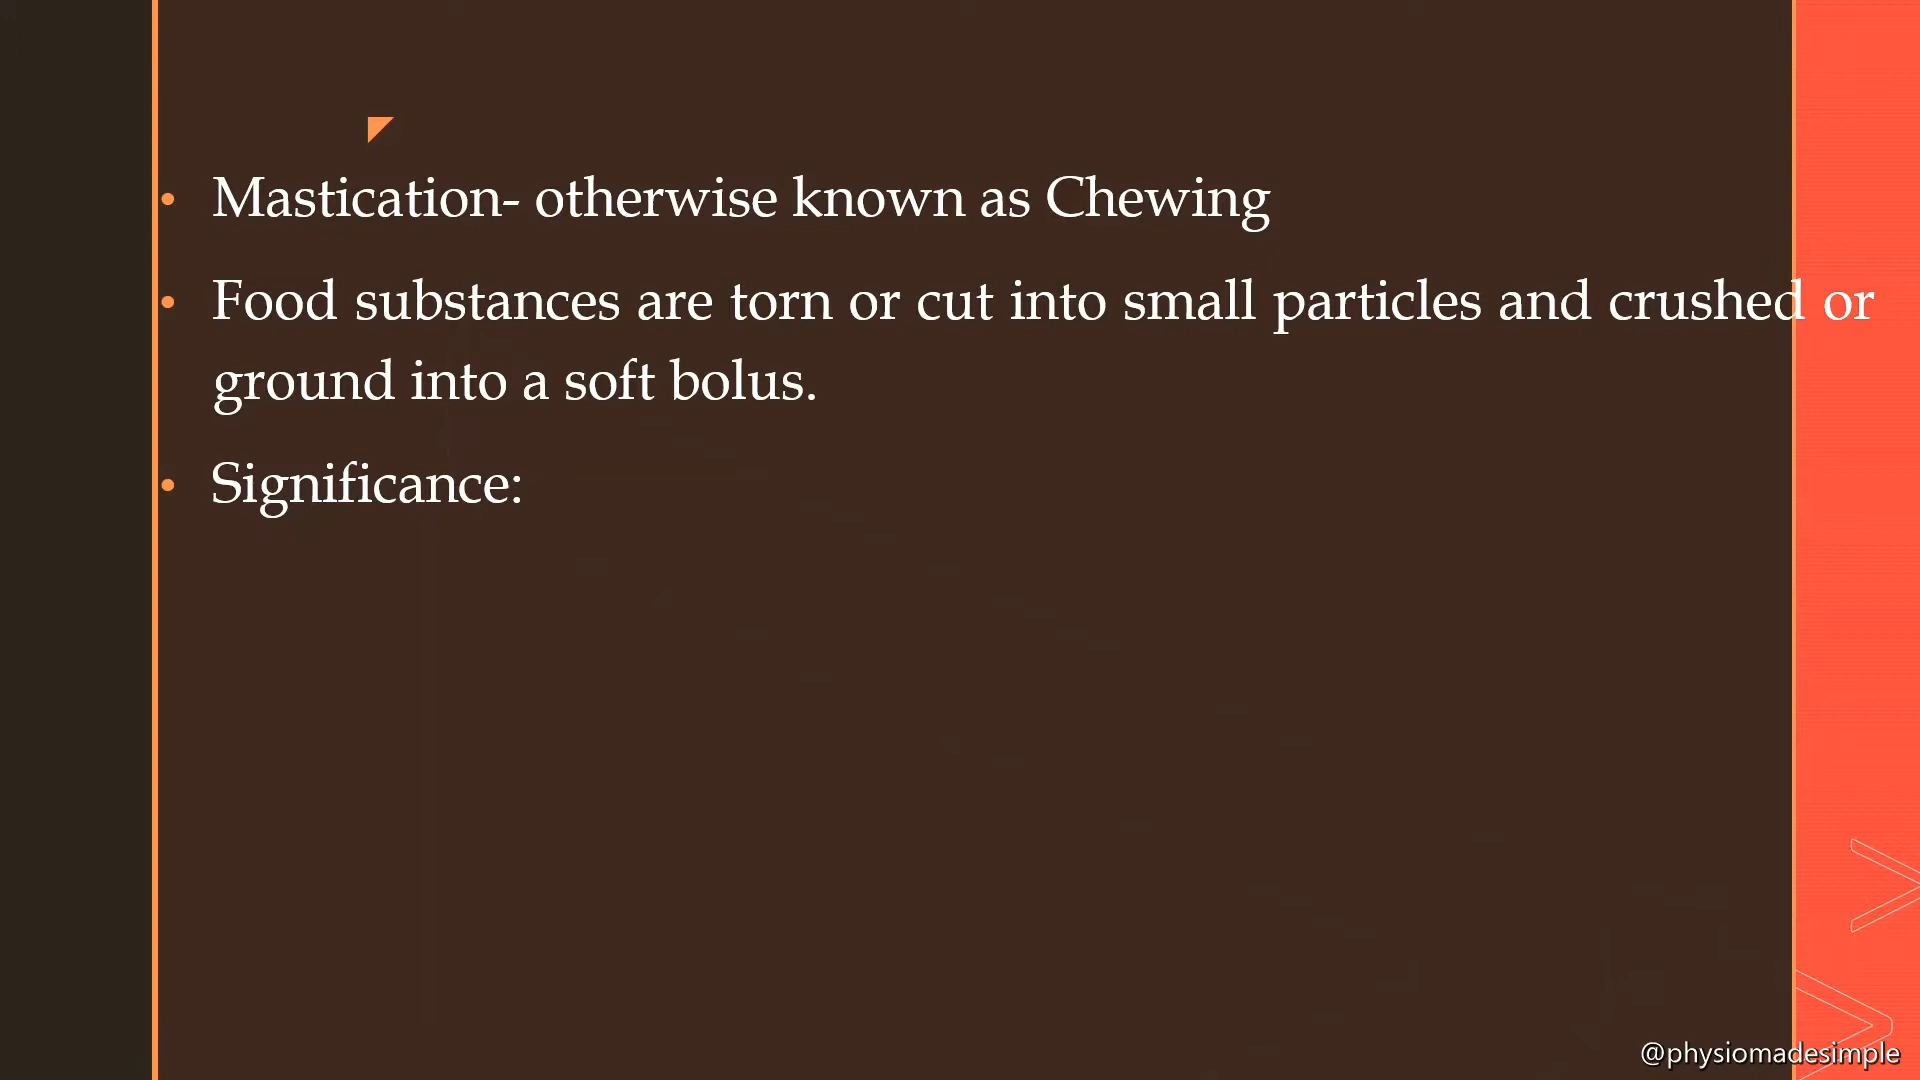 Mastication- otherwise known as Chewing
Food substances are torn or cut into small particles and crushed or
ground into a soft bolus.
Significance:
@physiomadesimple